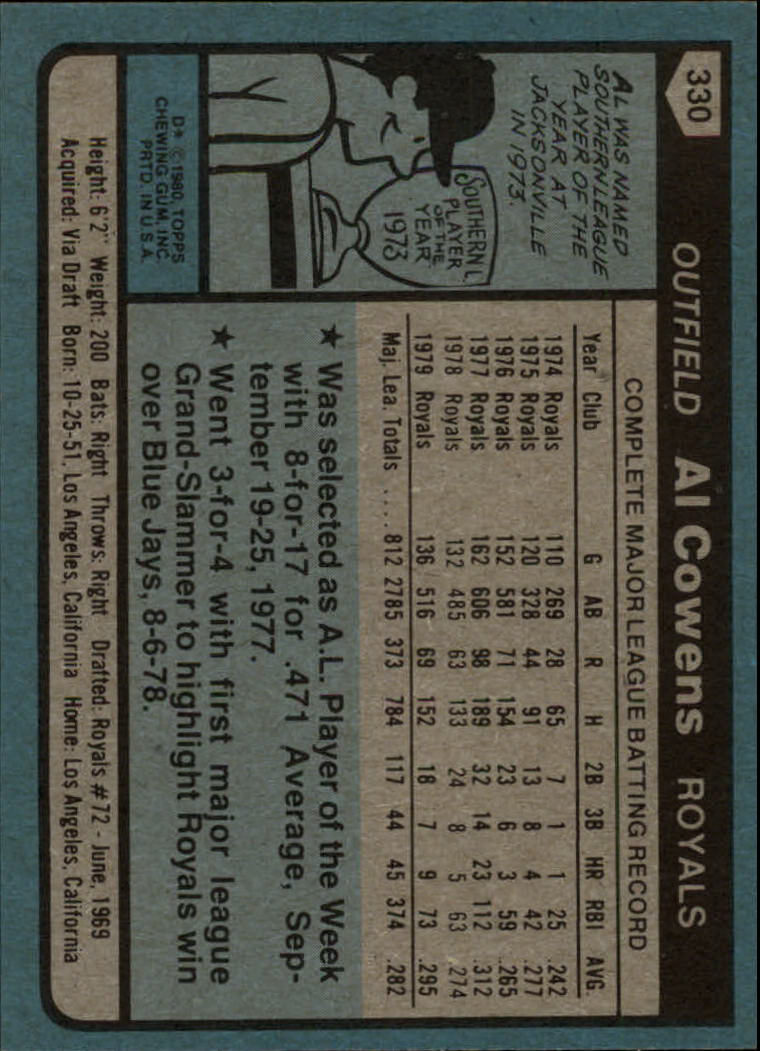 330
OUTFIELD Al Cowens ROYALS
AL WAS NAMED
SOUTHERN LEAGUE
PLAYER OF THE
YEAR AT
JACKSONVILLE
IN 1973.
SOUTHERN L.
PLAYER
OF THE
YEAR
1973
D* © 1980, TOPPS
CHEWING GUM, INC.
PRTD. IN U.S.A.
COMPLETE MAJOR LEAGUE BATTING RECORD
Year Club G AB R H 2B 3B HR RBI AVG.
1974 Royals 110 269 28 65 7 1 1 25 .242
1975 Royals 120 328 44 91 13 8 4 42 .277
1976 Royals 152 581 71 154 23 6 3 59 .265
1977 Royals 162 606 98 189 32 14 23 112 .312
1978 Royals 132 485 63 133 24 8 5 63 .274
1979 Royals 136 516 69 152 18 7 9 73 .295
Maj. Lea. Totals .... 812 2785 373 784 117 44 45 374 .282
★ Was selected as A.L. Player of the Week
with 8-for-17 for .471 Average, Sep-
tember 19-25, 1977.
★ Went 3-for-4 with first major league
Grand-Slammer to highlight Royals win
over Blue Jays, 8-6-78.
Height: 6'2" Weight: 200 Bats: Right Throws: Right Drafted: Royals #72 - June, 1969
Acquired: Via Draft Born: 10-25-51, Los Angeles, California Home: Los Angeles, California